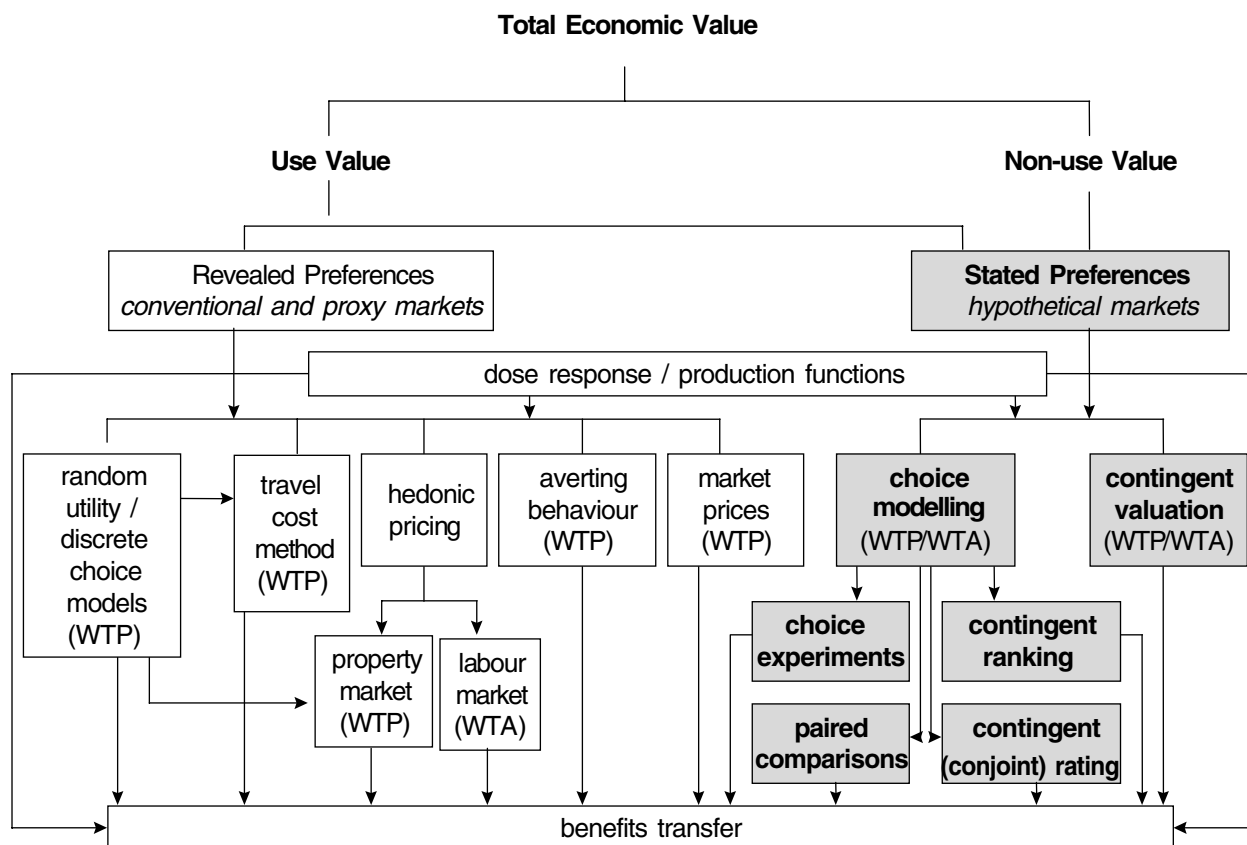 Total Economic Value
Use Value
Non-use Value
Revealed Preferences
conventional and proxy markets
Stated Preferences
hypothetical markets
dose response / production functions
random
utility /
discrete
choice
models
(WTP)
travel
cost
method
(WTP)
hedonic
pricing
averting
behaviour
(WTP)
market
prices
(WTP)
choice
modelling
(WTP/WTA)
contingent
valuation
(WTP/WTA)
property
market
(WTP)
labour
market
(WTA)
choice
experiments
contingent
ranking
paired
comparisons
contingent
(conjoint) rating
benefits transfer